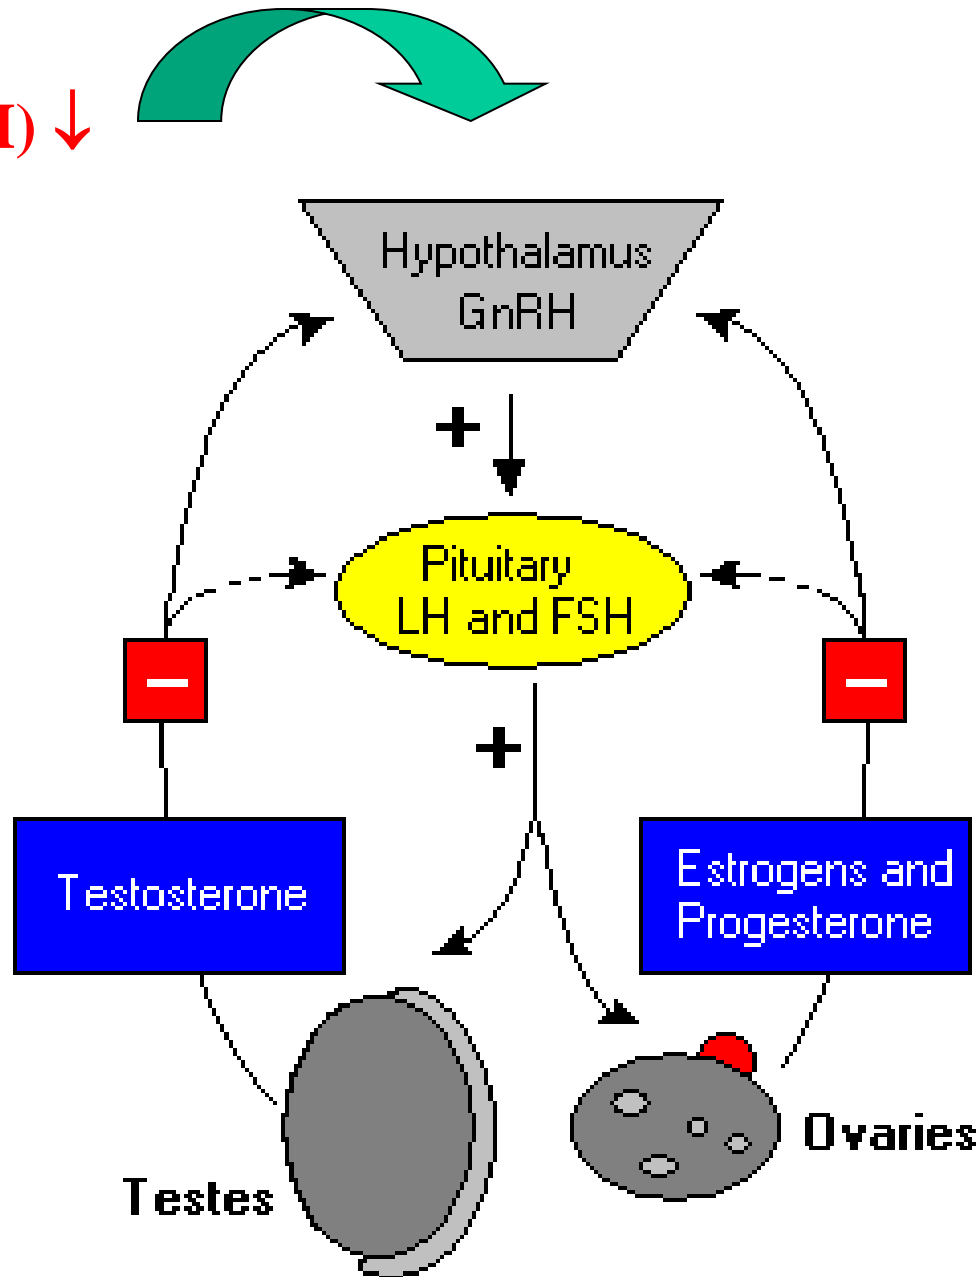 ) ↓
Hypothalamus
GnRH
+
Pituitary
LH and FSH
−
−
+
Testosterone
Estrogens and
Progesterone
Ovaries
Testes